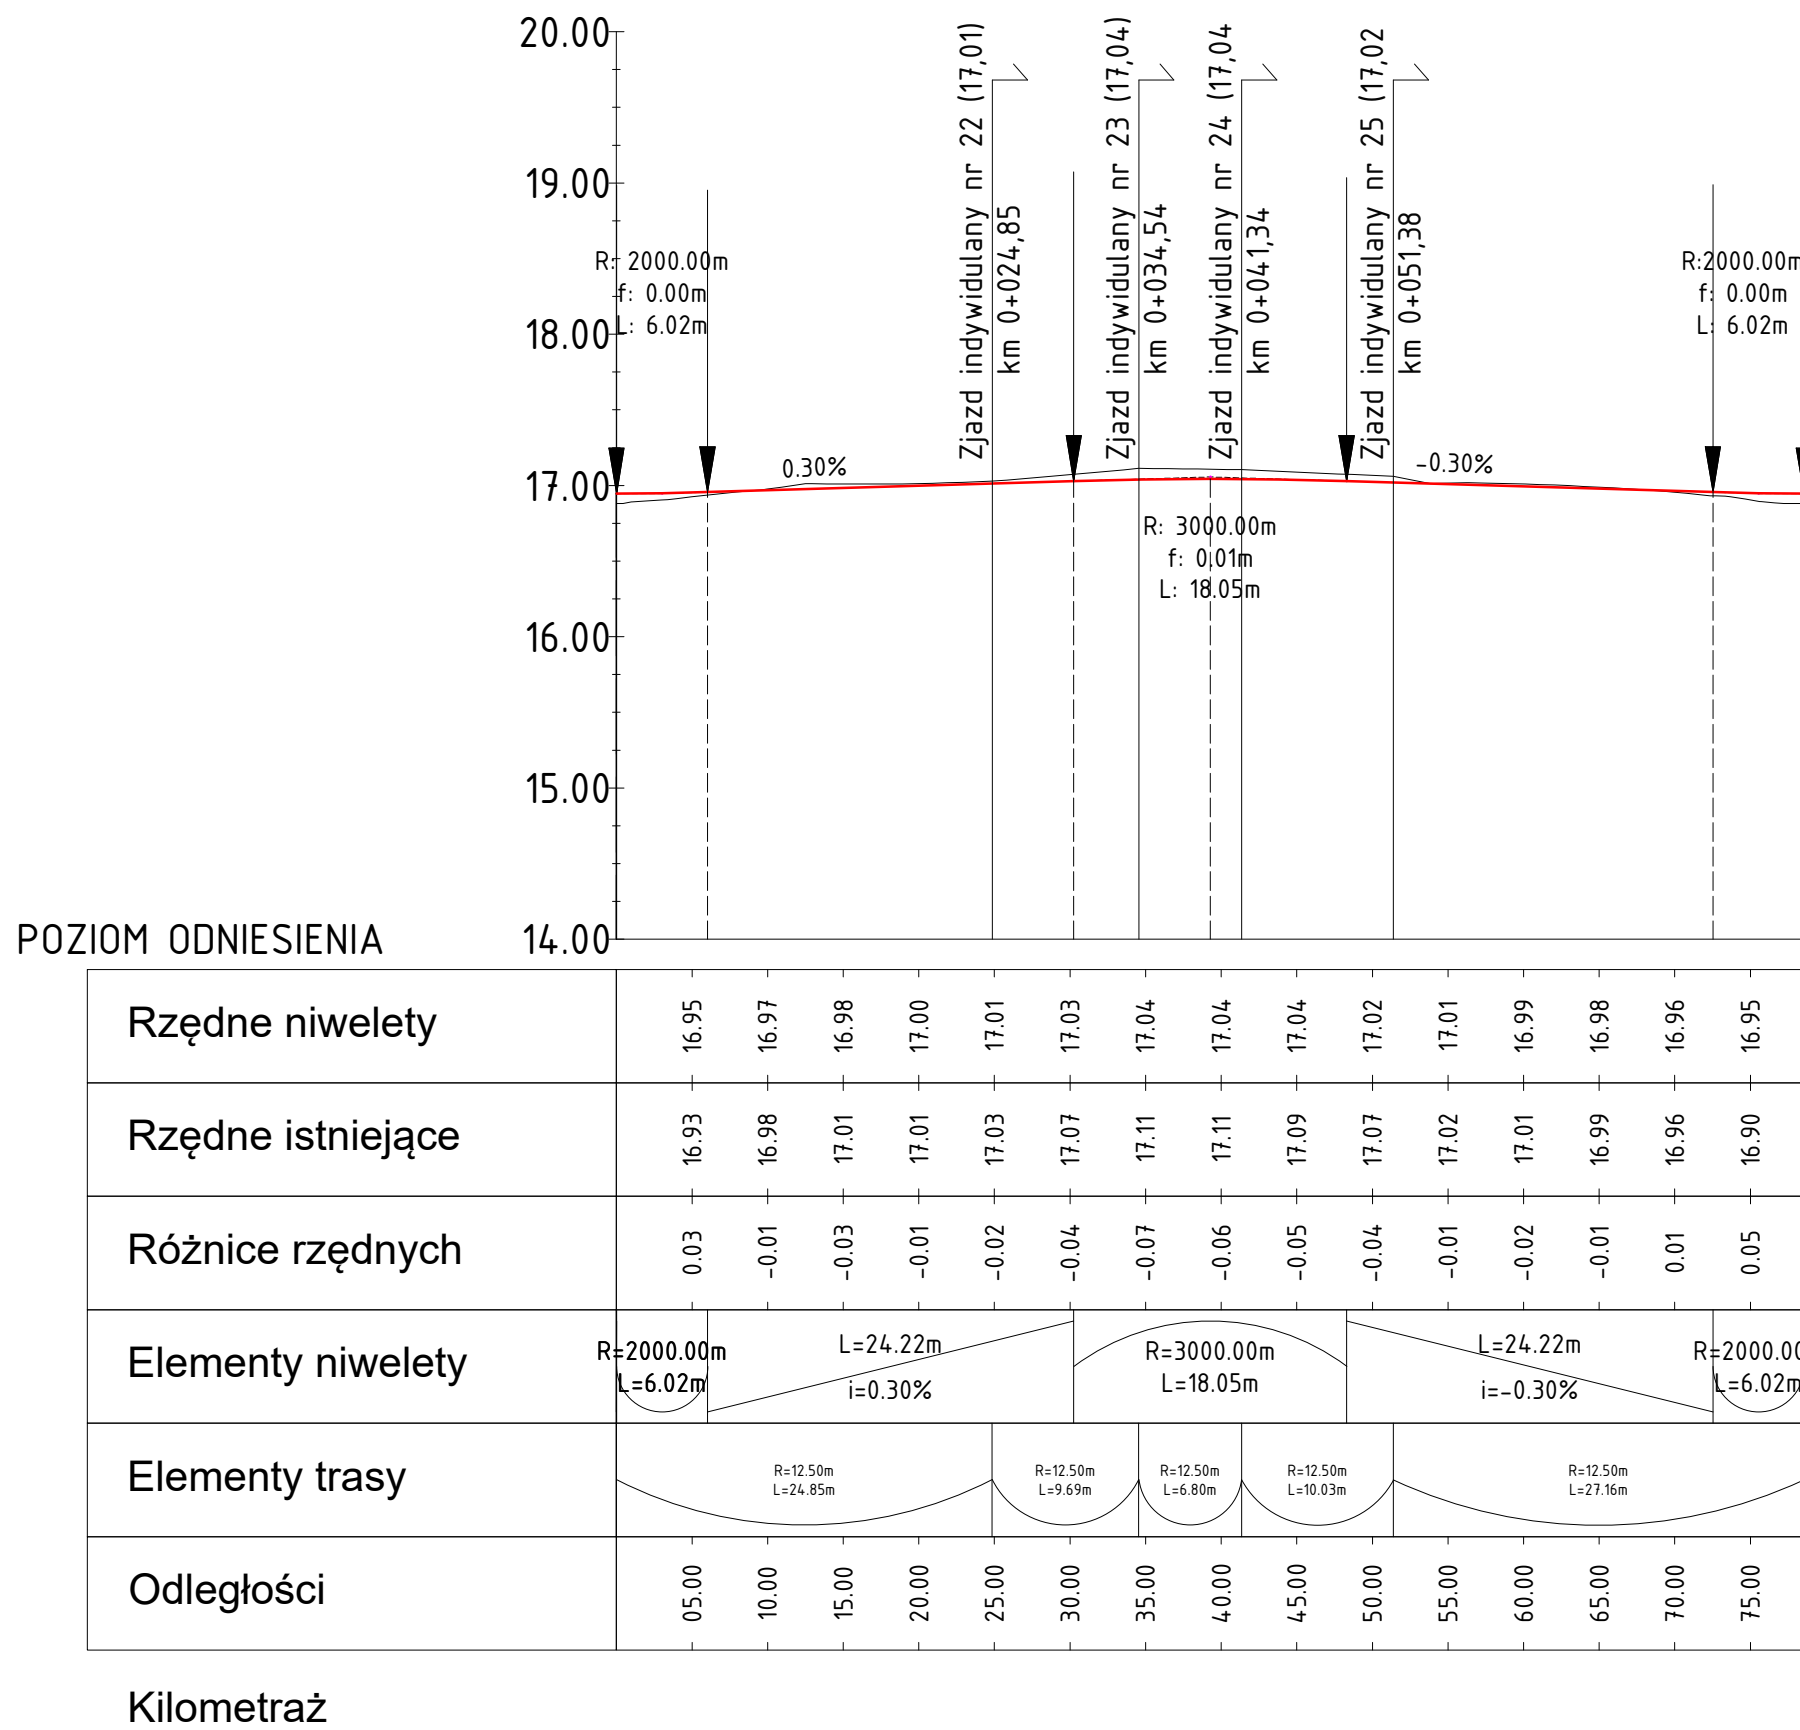 20.00
19.00
18.00
17.00
16.00
15.00
14.00
POZIOM ODNIESIENIA
R: 2000.00m
f: 0.00m
L: 6.02m
0.30%
Zjazd indywidulany nr 22 (17,01)
km 0+024,85
Zjazd indywidulany nr 23 (17,04)
km 0+034,54
Zjazd indywidulany nr 24 (17,04
km 0+041,34
Zjazd indywidulany nr 25 (17,02
km 0+051,38
-0.30%
R:2000.00m
f: 0.00m
L: 6.02m
R: 3000.00m
f: 0.01m
L: 18.05m
Rzędne niwelety 16.95 16.97 16.98 17.00 17.01 17.03 17.04 17.04 17.04 17.02 17.01 16.99 16.98 16.96 16.95
Rzędne istniejące 16.93 16.98 17.01 17.01 17.03 17.07 17.11 17.11 17.09 17.07 17.02 17.01 16.99 16.96 16.90
Różnice rzędnych 0.03 -0.01 -0.03 -0.01 -0.02 -0.04 -0.07 -0.06 -0.05 -0.04 -0.01 -0.02 -0.01 0.01 0.05
Elementy niwelety
R=2000.00m
L=6.02m
L=24.22m
i=0.30%
R=3000.00m
L=18.05m
L=24.22m
i=-0.30%
R=2000.00
L=6.02m
Elementy trasy
R=12.50m
L=24.85m
R=12.50m
L=9.69m
R=12.50m
L=6.80m
R=12.50m
L=10.03m
R=12.50m
L=27.16m
Odległości 05.00 10.00 15.00 20.00 25.00 30.00 35.00 40.00 45.00 50.00 55.00 60.00 65.00 70.00 75.00
Kilometraż